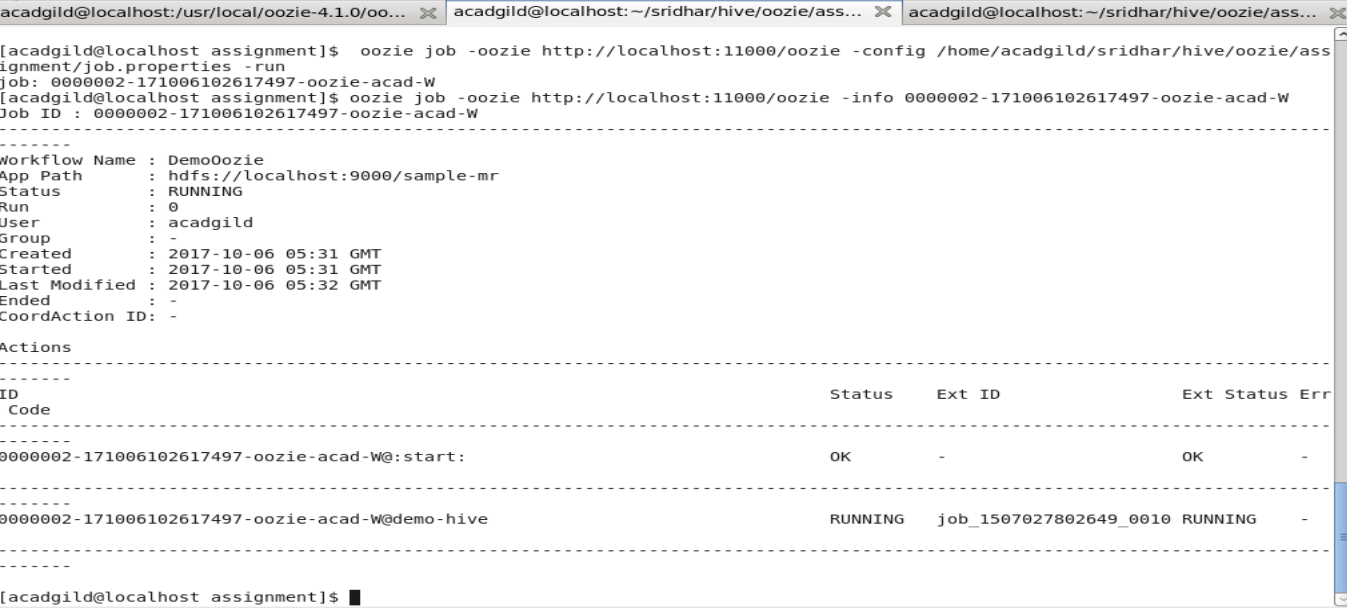 acadgild@localhost:/usr/local/oozie-4.1.0/oo... acadgild@localhost:~/sridhar/hive/oozie/ass... acadgild@localhost:~/sridhar/hive/oozie/ass...
[acadgild@localhost assignment]$  oozie job -oozie http://localhost:11000/oozie -config /home/acadgild/sridhar/hive/oozie/ass
ignment/job.properties -run
job: 0000002-171006102617497-oozie-acad-W
[acadgild@localhost assignment]$ oozie job -oozie http://localhost:11000/oozie -info 0000002-171006102617497-oozie-acad-W
Job ID : 0000002-171006102617497-oozie-acad-W
-----------------------------------------------------------------------------------------------------------------------------
-------
Workflow Name : DemoOozie
App Path      : hdfs://localhost:9000/sample-mr
Status        : RUNNING
Run           : 0
User          : acadgild
Group         : -
Created       : 2017-10-06 05:31 GMT
Started       : 2017-10-06 05:31 GMT
Last Modified : 2017-10-06 05:32 GMT
Ended         : -
CoordAction ID: -
Actions
-----------------------------------------------------------------------------------------------------------------------------
-------
ID                                                                            Status    Ext ID                 Ext Status Err
 Code
-----------------------------------------------------------------------------------------------------------------------------
-------
0000002-171006102617497-oozie-acad-W@:start:                                  OK        -                      OK         -
-----------------------------------------------------------------------------------------------------------------------------
-------
0000002-171006102617497-oozie-acad-W@demo-hive                                RUNNING   job_1507027802649_0010 RUNNING    -
-----------------------------------------------------------------------------------------------------------------------------
-------
[acadgild@localhost assignment]$